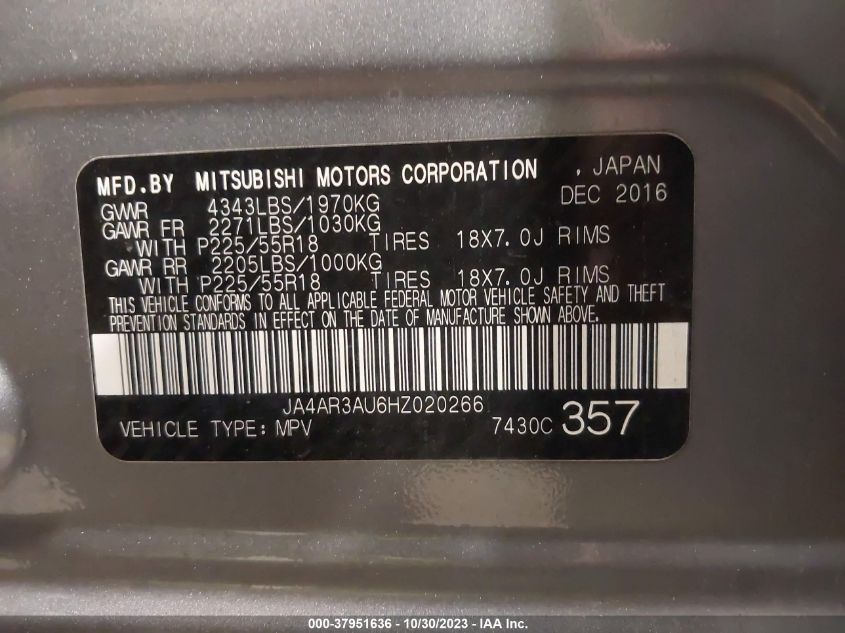 MFD.BY MITSUBISHI MOTORS CORPORATION , JAPAN
DEC 2016
GVWR 4343LBS/1970KG
GAWR FR 2271LBS/1030KG
WITH P225/55R18 TIRES 18X7.0J RIMS
GAWR RR 2205LBS/1000KG
WITH P225/55R18 TIRES 18X7.0J RIMS
THIS VEHICLE CONFORMS TO ALL APPLICABLE FEDERAL MOTOR VEHICLE SAFETY AND THEFT
PREVENTION STANDARDS IN EFFECT ON THE DATE OF MANUFACTURE SHOWN ABOVE.
JA4AR3AU6HZ020266
VEHICLE TYPE: MPV 7430C 357
000-37951636 - 10/30/2023 - IAA Inc.